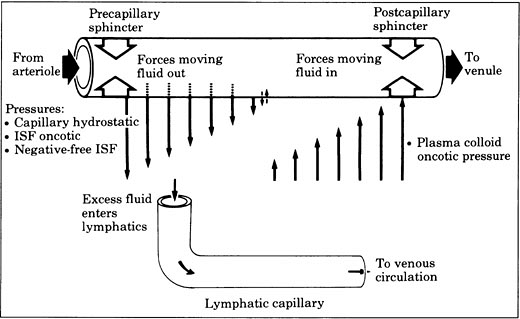 Precapillary
sphincter
Postcapillary
sphincter
From
arteriole
Forces moving
fluid out
Forces moving
fluid in
To
venule
Pressures:
• Capillary hydrostatic
• ISF oncotic
• Negative-free ISF
• Plasma colloid
oncotic pressure
Excess fluid
enters
lymphatics
To venous
circulation
Lymphatic capillary